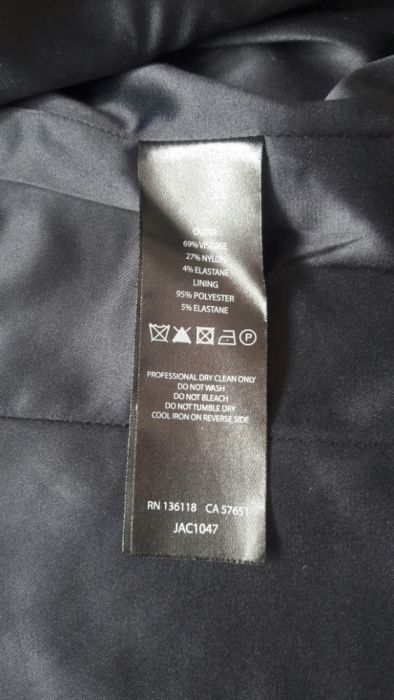 OUTER
69% VISCOSE
27% NYLON
4% ELASTANE
LINING
95% POLYESTER
5% ELASTANE
P
PROFESSIONAL DRY CLEAN ONLY
DO NOT WASH
DO NOT BLEACH
DO NOT TUMBLE DRY
COOL IRON ON REVERSE SIDE
RN 136118 CA 57651
JAC1047